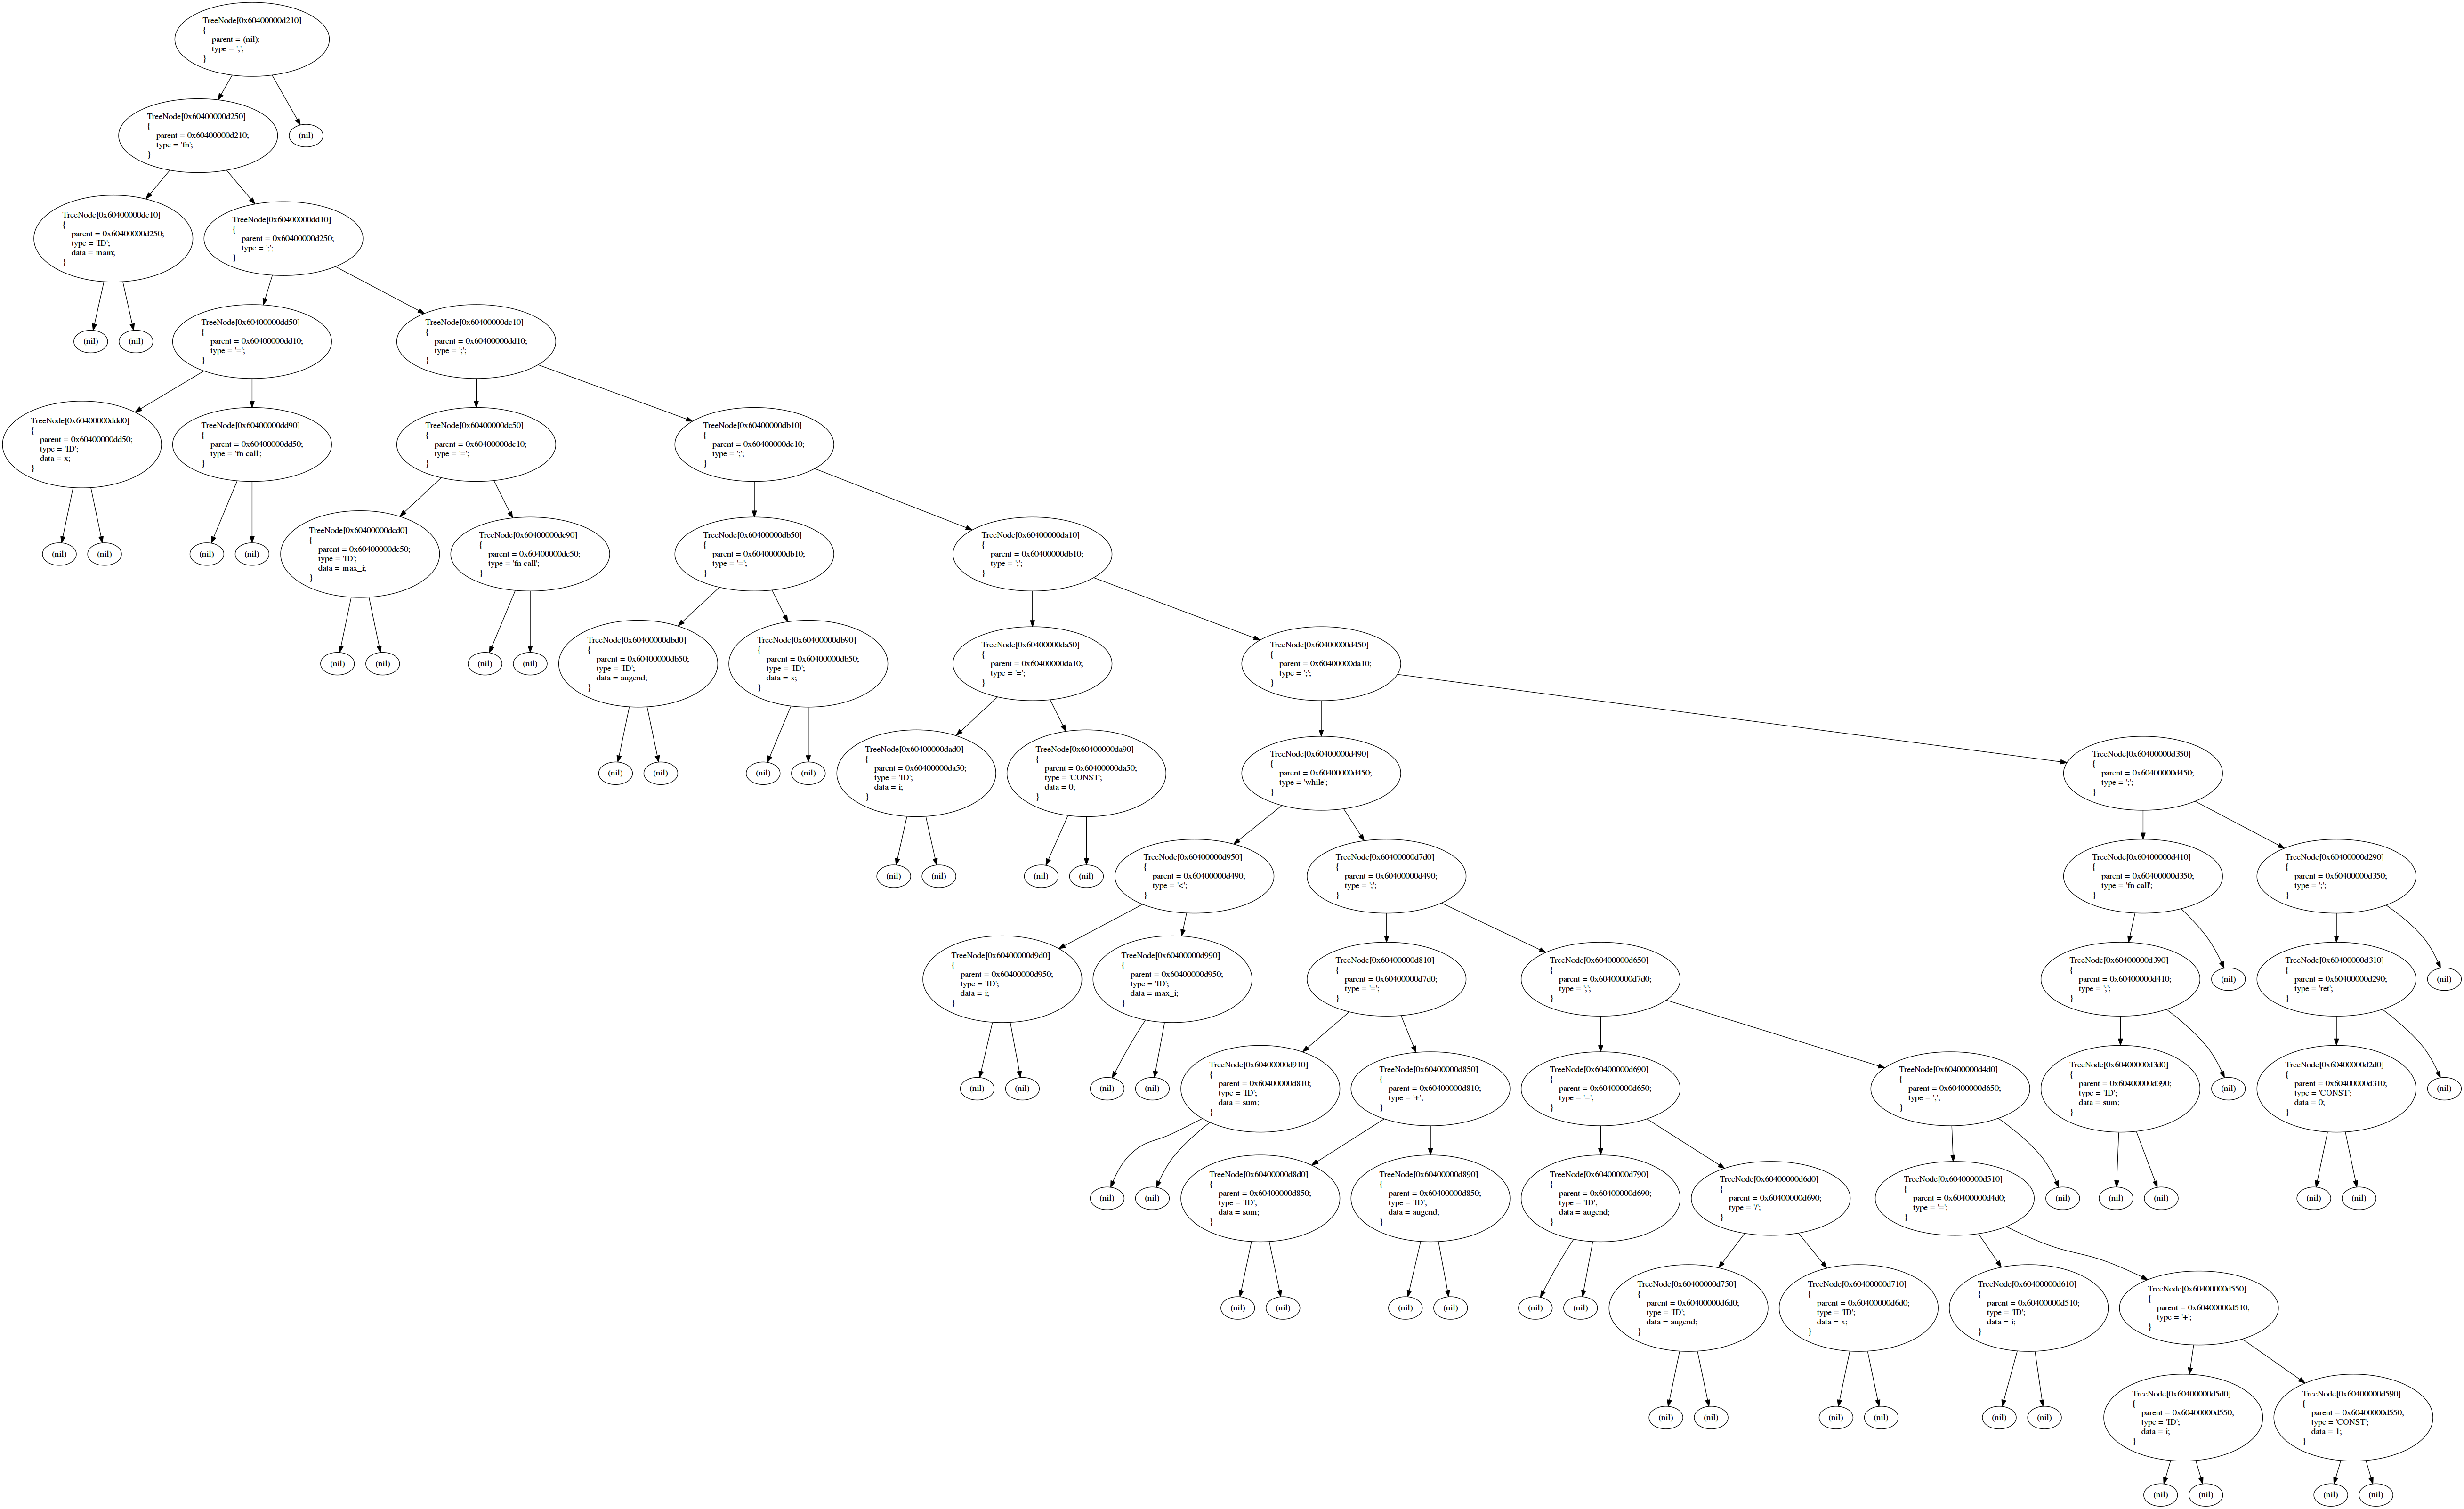 TreeNode[0x60400000d210]
{
parent = (nil);
type = ';';
}
TreeNode[0x60400000d250]
{
parent = 0x60400000d210;
type = 'fn';
}
(nil)
TreeNode[0x60400000de10]
{
parent = 0x60400000d250;
type = 'ID';
data = main;
}
TreeNode[0x60400000dd10]
{
parent = 0x60400000d250;
type = ';';
}
(nil)
(nil)
TreeNode[0x60400000dd50]
{
parent = 0x60400000dd10;
type = '=';
}
TreeNode[0x60400000dc10]
{
parent = 0x60400000dd10;
type = ';';
}
TreeNode[0x60400000ddd0]
{
parent = 0x60400000dd50;
type = 'ID';
data = x;
}
TreeNode[0x60400000dd90]
{
parent = 0x60400000dd50;
type = 'fn call';
}
TreeNode[0x60400000dc50]
{
parent = 0x60400000dc10;
type = '=';
}
TreeNode[0x60400000db10]
{
parent = 0x60400000dc10;
type = ';';
}
(nil)
(nil)
(nil)
(nil)
TreeNode[0x60400000dcd0]
{
parent = 0x60400000dc50;
type = 'ID';
data = max_i;
}
TreeNode[0x60400000dc90]
{
parent = 0x60400000dc50;
type = 'fn call';
}
TreeNode[0x60400000db50]
{
parent = 0x60400000db10;
type = '=';
}
TreeNode[0x60400000da10]
{
parent = 0x60400000db10;
type = ';';
}
(nil)
(nil)
(nil)
(nil)
TreeNode[0x60400000dbd0]
{
parent = 0x60400000db50;
type = 'ID';
data = augend;
}
TreeNode[0x60400000db90]
{
parent = 0x60400000db50;
type = 'ID';
data = x;
}
TreeNode[0x60400000da50]
{
parent = 0x60400000da10;
type = '=';
}
TreeNode[0x60400000d450]
{
parent = 0x60400000da10;
type = ';';
}
(nil)
(nil)
(nil)
(nil)
TreeNode[0x60400000dad0]
{
parent = 0x60400000da50;
type = 'ID';
data = i;
}
TreeNode[0x60400000da90]
{
parent = 0x60400000da50;
type = 'CONST';
data = 0;
}
TreeNode[0x60400000d490]
{
parent = 0x60400000d450;
type = 'while';
}
TreeNode[0x60400000d350]
{
parent = 0x60400000d450;
type = ';';
}
(nil)
(nil)
(nil)
(nil)
TreeNode[0x60400000d950]
{
parent = 0x60400000d490;
type = '<';
}
TreeNode[0x60400000d7d0]
{
parent = 0x60400000d490;
type = ';';
}
TreeNode[0x60400000d410]
{
parent = 0x60400000d350;
type = 'fn call';
}
TreeNode[0x60400000d290]
{
parent = 0x60400000d350;
type = ';';
}
TreeNode[0x60400000d9d0]
{
parent = 0x60400000d950;
type = 'ID';
data = i;
}
TreeNode[0x60400000d990]
{
parent = 0x60400000d950;
type = 'ID';
data = max_i;
}
TreeNode[0x60400000d810]
{
parent = 0x60400000d7d0;
type = '=';
}
TreeNode[0x60400000d650]
{
parent = 0x60400000d7d0;
type = ';';
}
TreeNode[0x60400000d390]
{
parent = 0x60400000d410;
type = ';';
}
(nil)
TreeNode[0x60400000d310]
{
parent = 0x60400000d290;
type = 'ret';
}
(nil)
(nil)
(nil)
(nil)
(nil)
TreeNode[0x60400000d910]
{
parent = 0x60400000d810;
type = 'ID';
data = sum;
}
TreeNode[0x60400000d850]
{
parent = 0x60400000d810;
type = '+';
}
TreeNode[0x60400000d690]
{
parent = 0x60400000d650;
type = '=';
}
TreeNode[0x60400000d4d0]
{
parent = 0x60400000d650;
type = ';';
}
TreeNode[0x60400000d3d0]
{
parent = 0x60400000d390;
type = 'ID';
data = sum;
}
(nil)
TreeNode[0x60400000d2d0]
{
parent = 0x60400000d310;
type = 'CONST';
data = 0;
}
(nil)
(nil)
(nil)
TreeNode[0x60400000d8d0]
{
parent = 0x60400000d850;
type = 'ID';
data = sum;
}
TreeNode[0x60400000d890]
{
parent = 0x60400000d850;
type = 'ID';
data = augend;
}
TreeNode[0x60400000d790]
{
parent = 0x60400000d690;
type = 'ID';
data = augend;
}
TreeNode[0x60400000d6d0]
{
parent = 0x60400000d690;
type = '/';
}
TreeNode[0x60400000d510]
{
parent = 0x60400000d4d0;
type = '=';
}
(nil)
(nil)
(nil)
(nil)
(nil)
(nil)
(nil)
(nil)
(nil)
(nil)
(nil)
TreeNode[0x60400000d750]
{
parent = 0x60400000d6d0;
type = 'ID';
data = augend;
}
TreeNode[0x60400000d710]
{
parent = 0x60400000d6d0;
type = 'ID';
data = x;
}
TreeNode[0x60400000d610]
{
parent = 0x60400000d510;
type = 'ID';
data = i;
}
TreeNode[0x60400000d550]
{
parent = 0x60400000d510;
type = '+';
}
(nil)
(nil)
(nil)
(nil)
(nil)
(nil)
TreeNode[0x60400000d5d0]
{
parent = 0x60400000d550;
type = 'ID';
data = i;
}
TreeNode[0x60400000d590]
{
parent = 0x60400000d550;
type = 'CONST';
data = 1;
}
(nil)
(nil)
(nil)
(nil)